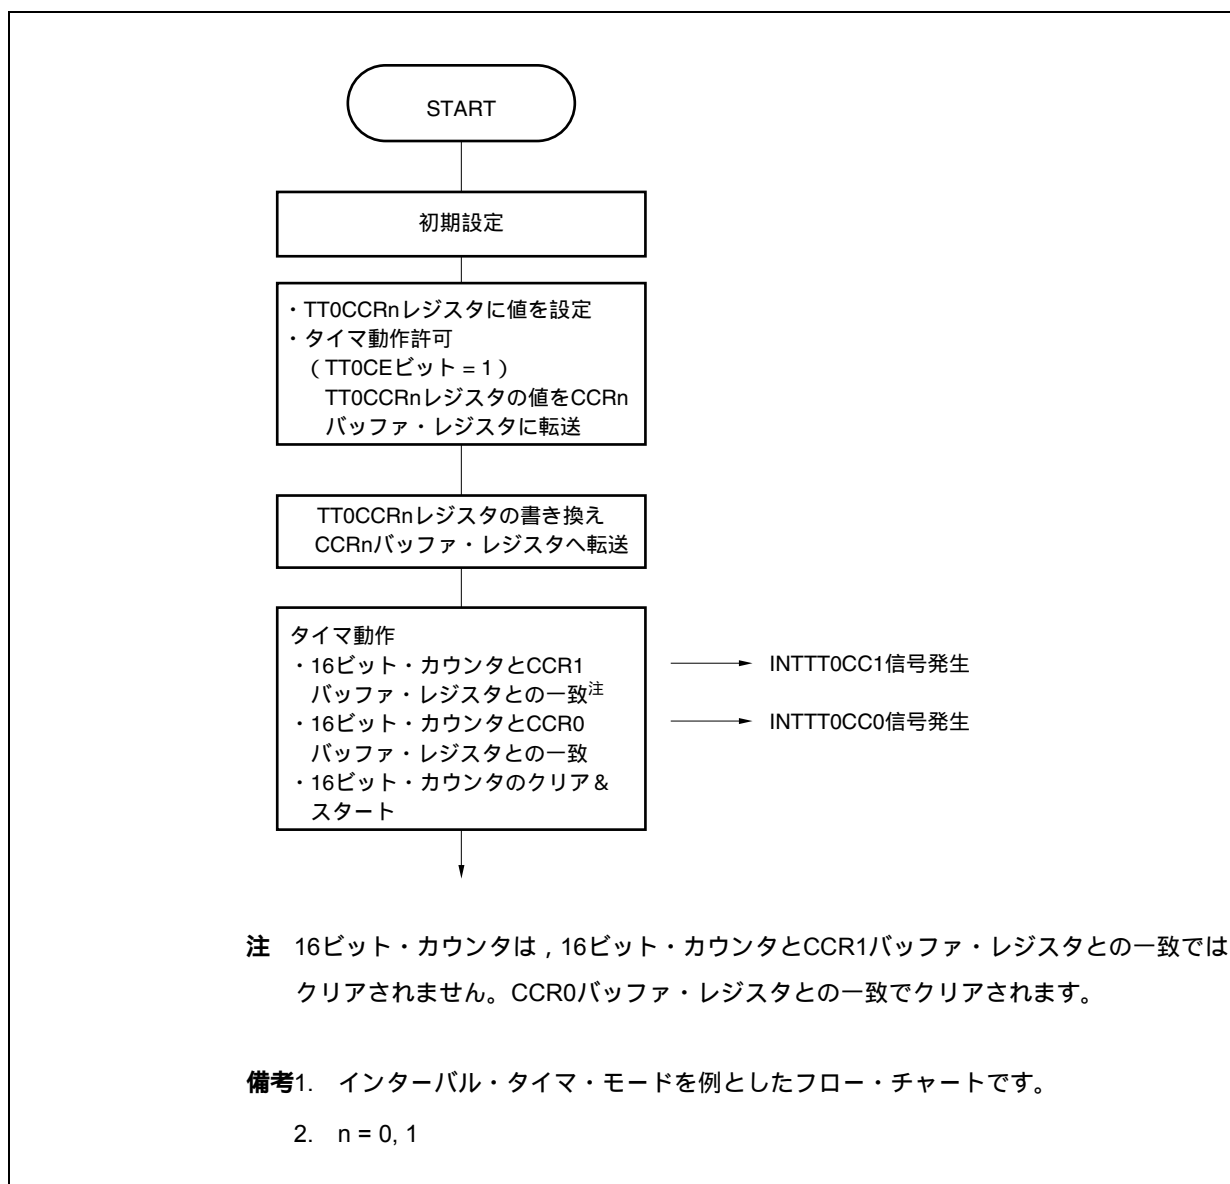 START
初期設定
・TT0CCRnレジスタに値を設定
・タイマ動作許可
（TT0CEビット = 1）
TT0CCRnレジスタの値をCCRn
バッファ・レジスタに転送
TT0CCRnレジスタの書き換え
CCRnバッファ・レジスタへ転送
タイマ動作
・16ビット・カウンタとCCR1
バッファ・レジスタとの一致注
・16ビット・カウンタとCCR0
バッファ・レジスタとの一致
・16ビット・カウンタのクリア＆
スタート
INTTT0CC1信号発生
INTTT0CC0信号発生
注 16ビット・カウンタは，16ビット・カウンタとCCR1バッファ・レジスタとの一致では
クリアされません。CCR0バッファ・レジスタとの一致でクリアされます。
備考1. インターバル・タイマ・モードを例としたフロー・チャートです。
2. n = 0, 1